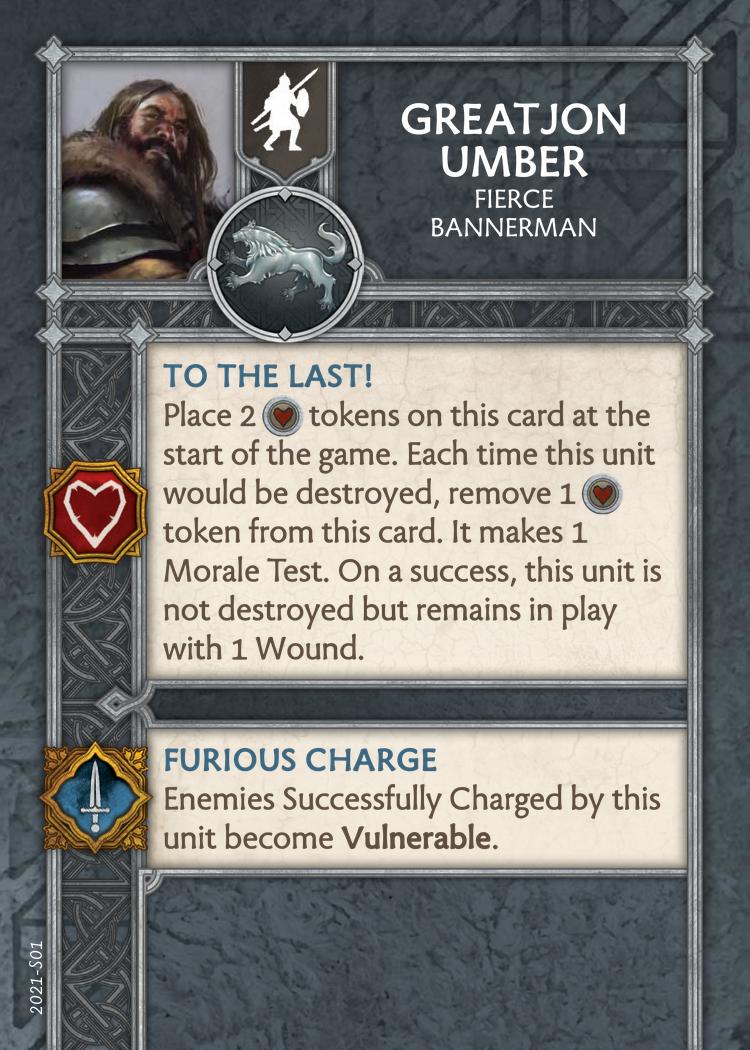 GREATJON
UMBER
FIERCE
BANNERMAN
TO THE LAST!
Place 2 tokens on this card at the
start of the game. Each time this unit
would be destroyed, remove 1
token from this card. It makes 1
Morale Test. On a success, this unit is
not destroyed but remains in play
with 1 Wound.
FURIOUS CHARGE
Enemies Successfully Charged by this
unit become Vulnerable.
2021-S01